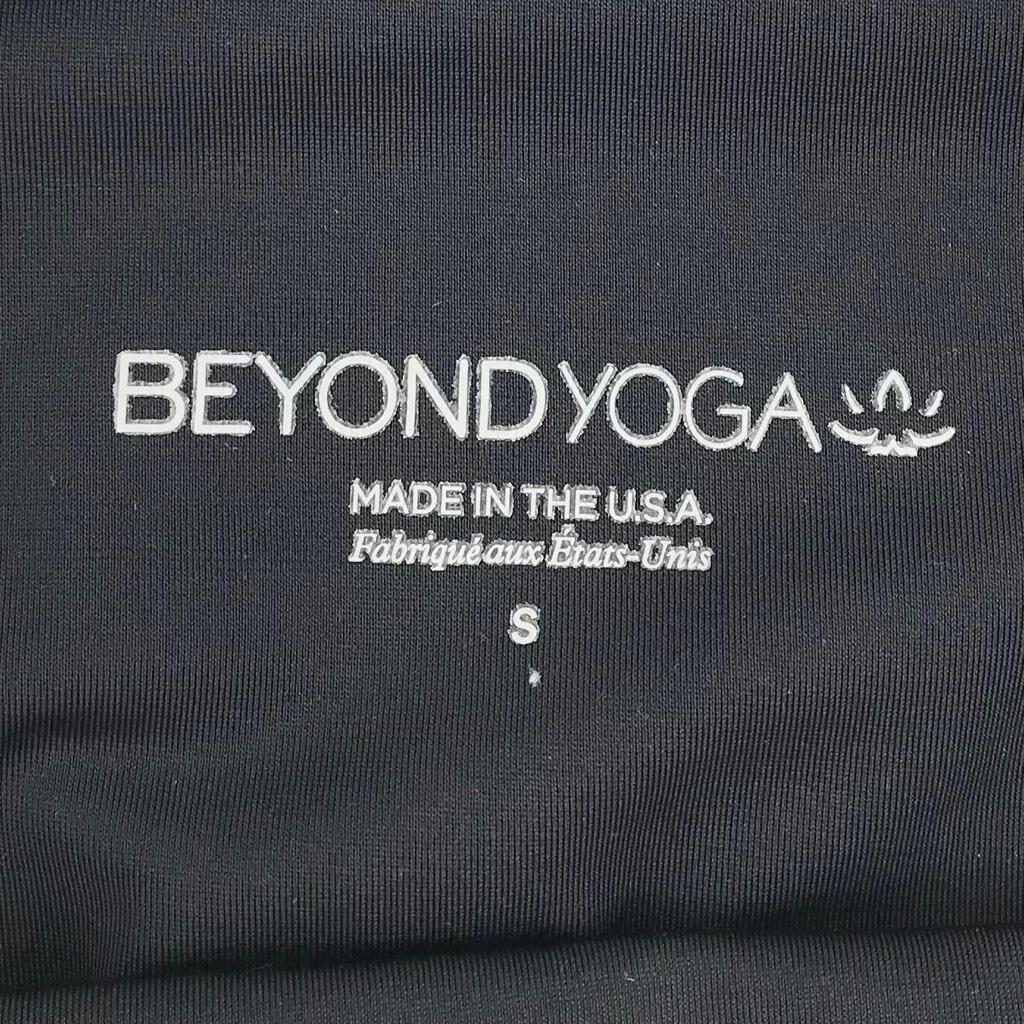 BEYOND YOGA
MADE IN THE U.S.A.
Fabriqué aux États-Unis
S